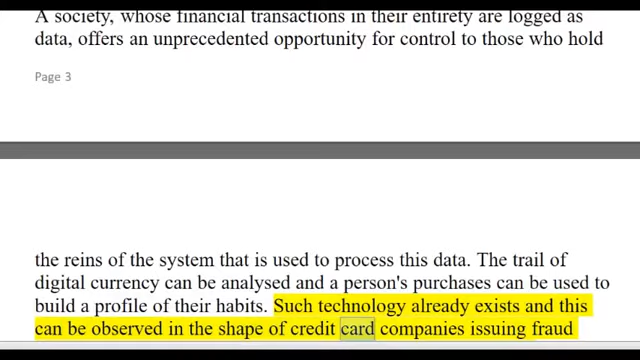 A society, whose financial transactions in their entirety are logged as
data, offers an unprecedented opportunity for control to those who hold
Page 3
the reins of the system that is used to process this data. The trail of
digital currency can be analysed and a person's purchases can be used to
build a profile of their habits. Such technology already exists and this
can be observed in the shape of credit card companies issuing fraud